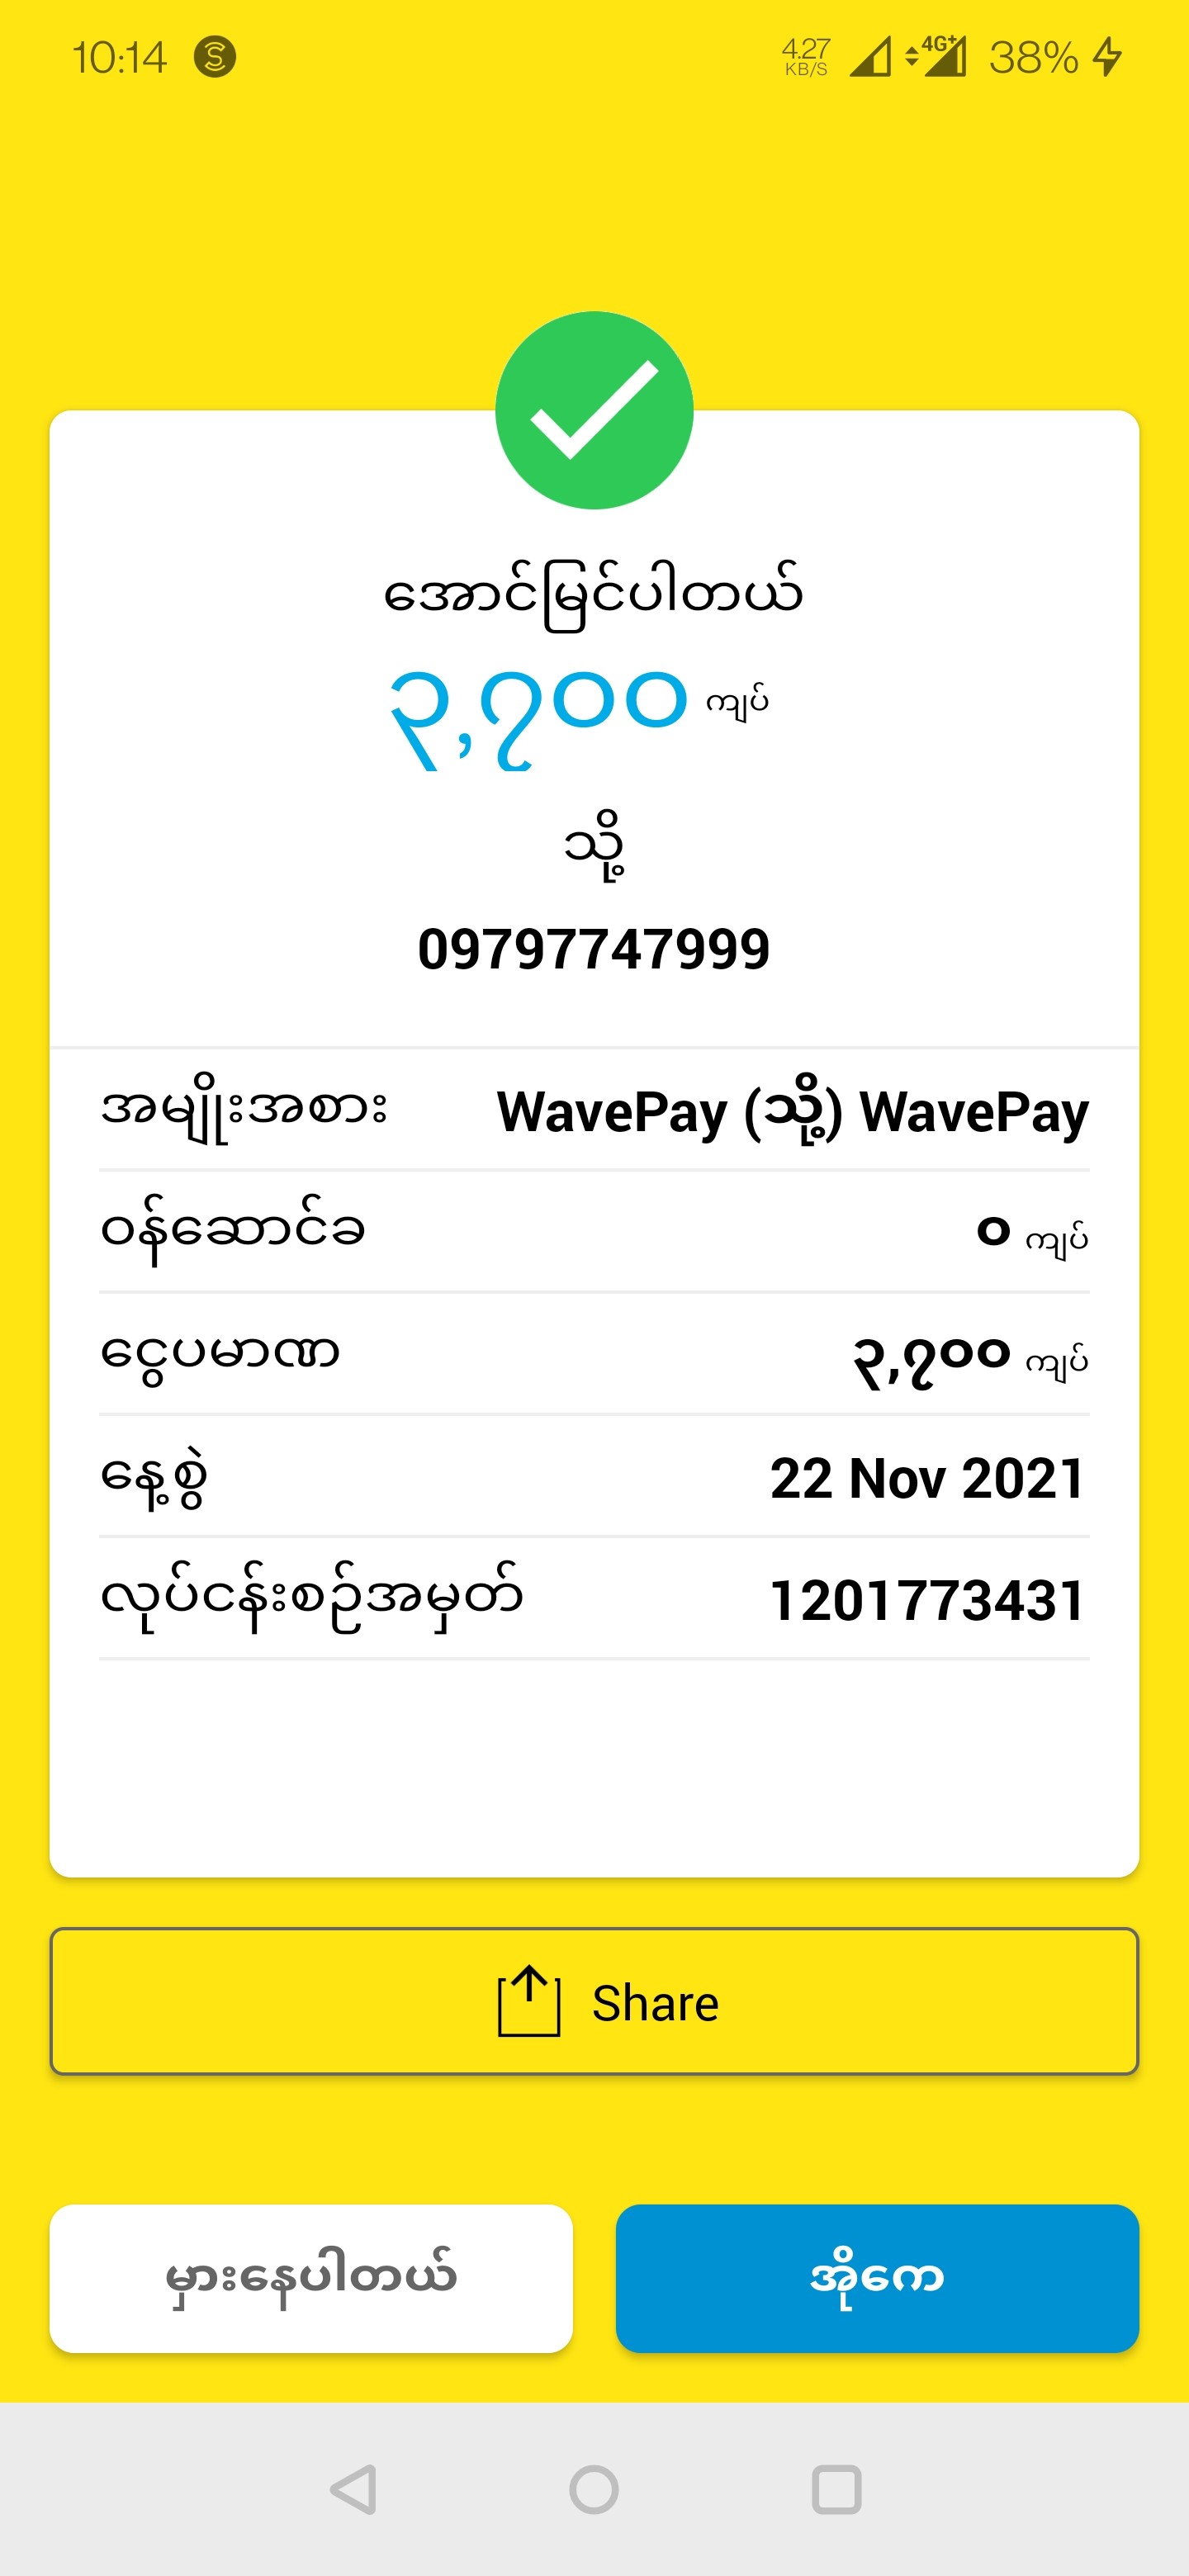 10:14
4.27 KB/S 4G+ 38%
အောင်မြင်ပါတယ်
၃,၇၀၀ ကျပ်
သို့
09797747999
အမျိုးအစား WavePay (သို့) WavePay
ဝန်ဆောင်ခ ၀ ကျပ်
ငွေပမာဏ ၃,၇၀၀ ကျပ်
နေ့စွဲ 22 Nov 2021
လုပ်ငန်းစဉ်အမှတ် 1201773431
Share
မှားနေပါတယ် အိုကေ